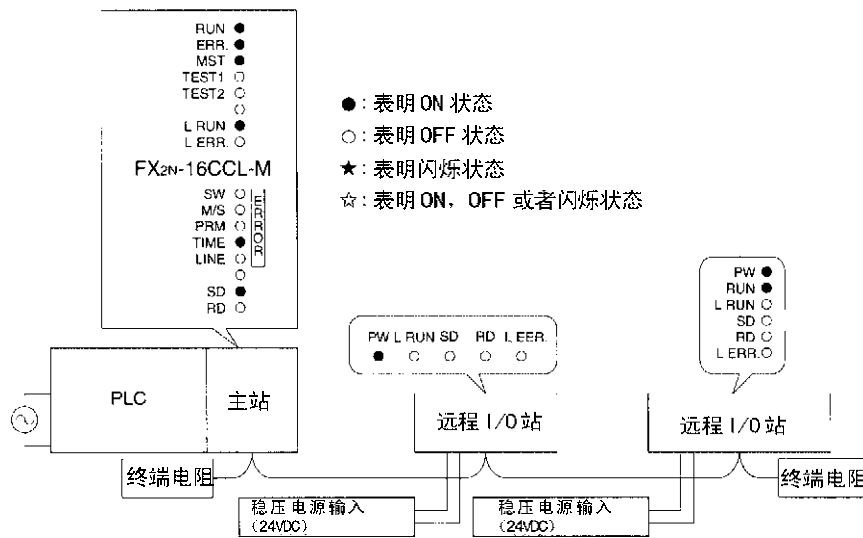 RUN ●
ERR. ●
MST ●
TEST1 ○
TEST2 ○
○
L RUN ●
L ERR. ○
FX2N-16CCL-M
SW ○
M/S ○
PRM ○
TIME ●
LINE ○
○
SD ●
RD ○
ERROR
●：表明 ON 状态
○：表明 OFF 状态
★：表明闪烁状态
☆：表明 ON，OFF 或者闪烁状态
PW L RUN SD RD L EER.
● ○ ○ ○ ○
PW ●
RUN ●
L RUN ○
SD ○
RD ○
L ERR. ○
PLC
主站
远程 I/O 站
远程 I/O 站
终端电阻
终端电阻
稳压电源输入
(24VDC)
稳压电源输入
(24VDC)